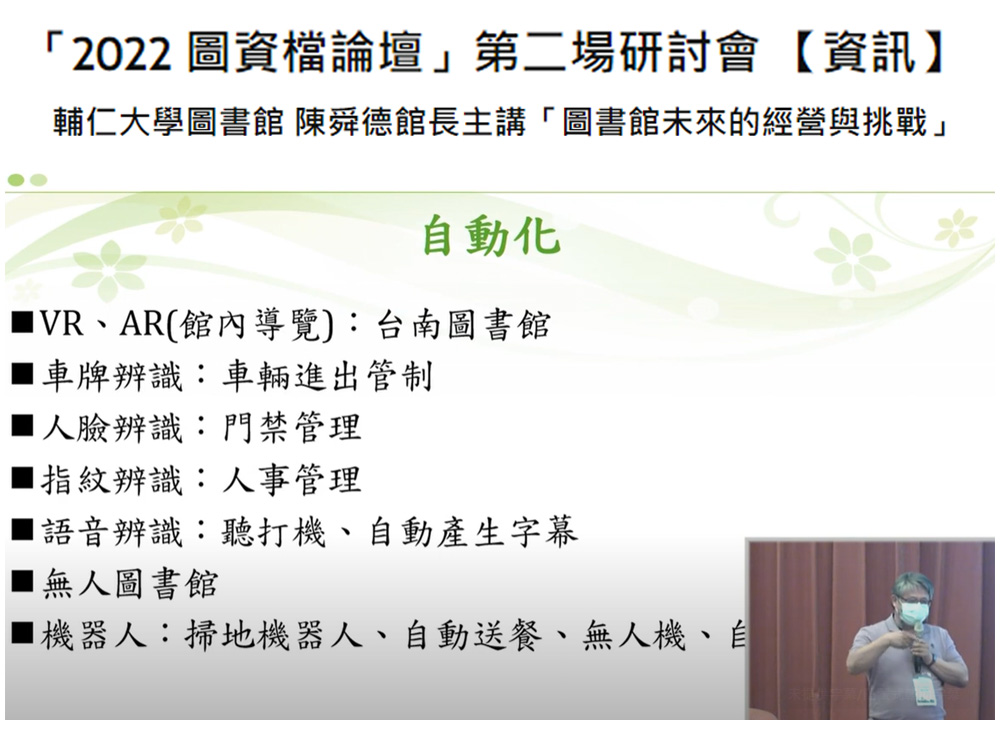 「2022 圖資檔論壇」第二場研討會 【資訊】
輔仁大學圖書館 陳舜德館長主講「圖書館未來的經營與挑戰」
自動化
■VR、AR(館內導覽)：台南圖書館
■車牌辨識：車輛進出管制
■人臉辨識：門禁管理
■指紋辨識：人事管理
■語音辨識：聽打機、自動產生字幕
■無人圖書館
■機器人：掃地機器人、自動送餐、無人機、自